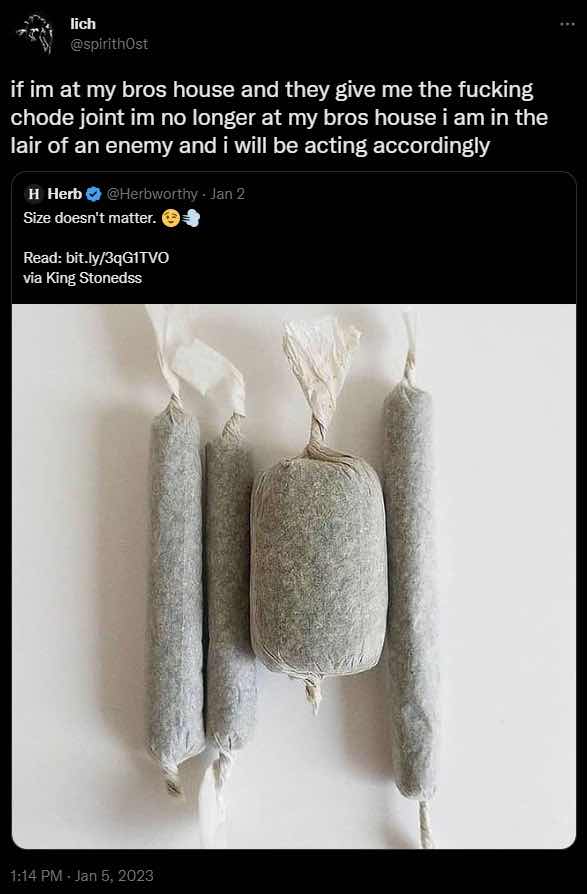 lich
@spirith0st
if im at my bros house and they give me the fucking
chode joint im no longer at my bros house i am in the
lair of an enemy and i will be acting accordingly
H Herb @Herbworthy · Jan 2
Size doesn't matter. 😉💨
Read: bit.ly/3qG1TVO
via King Stonedss
1:14 PM · Jan 5, 2023